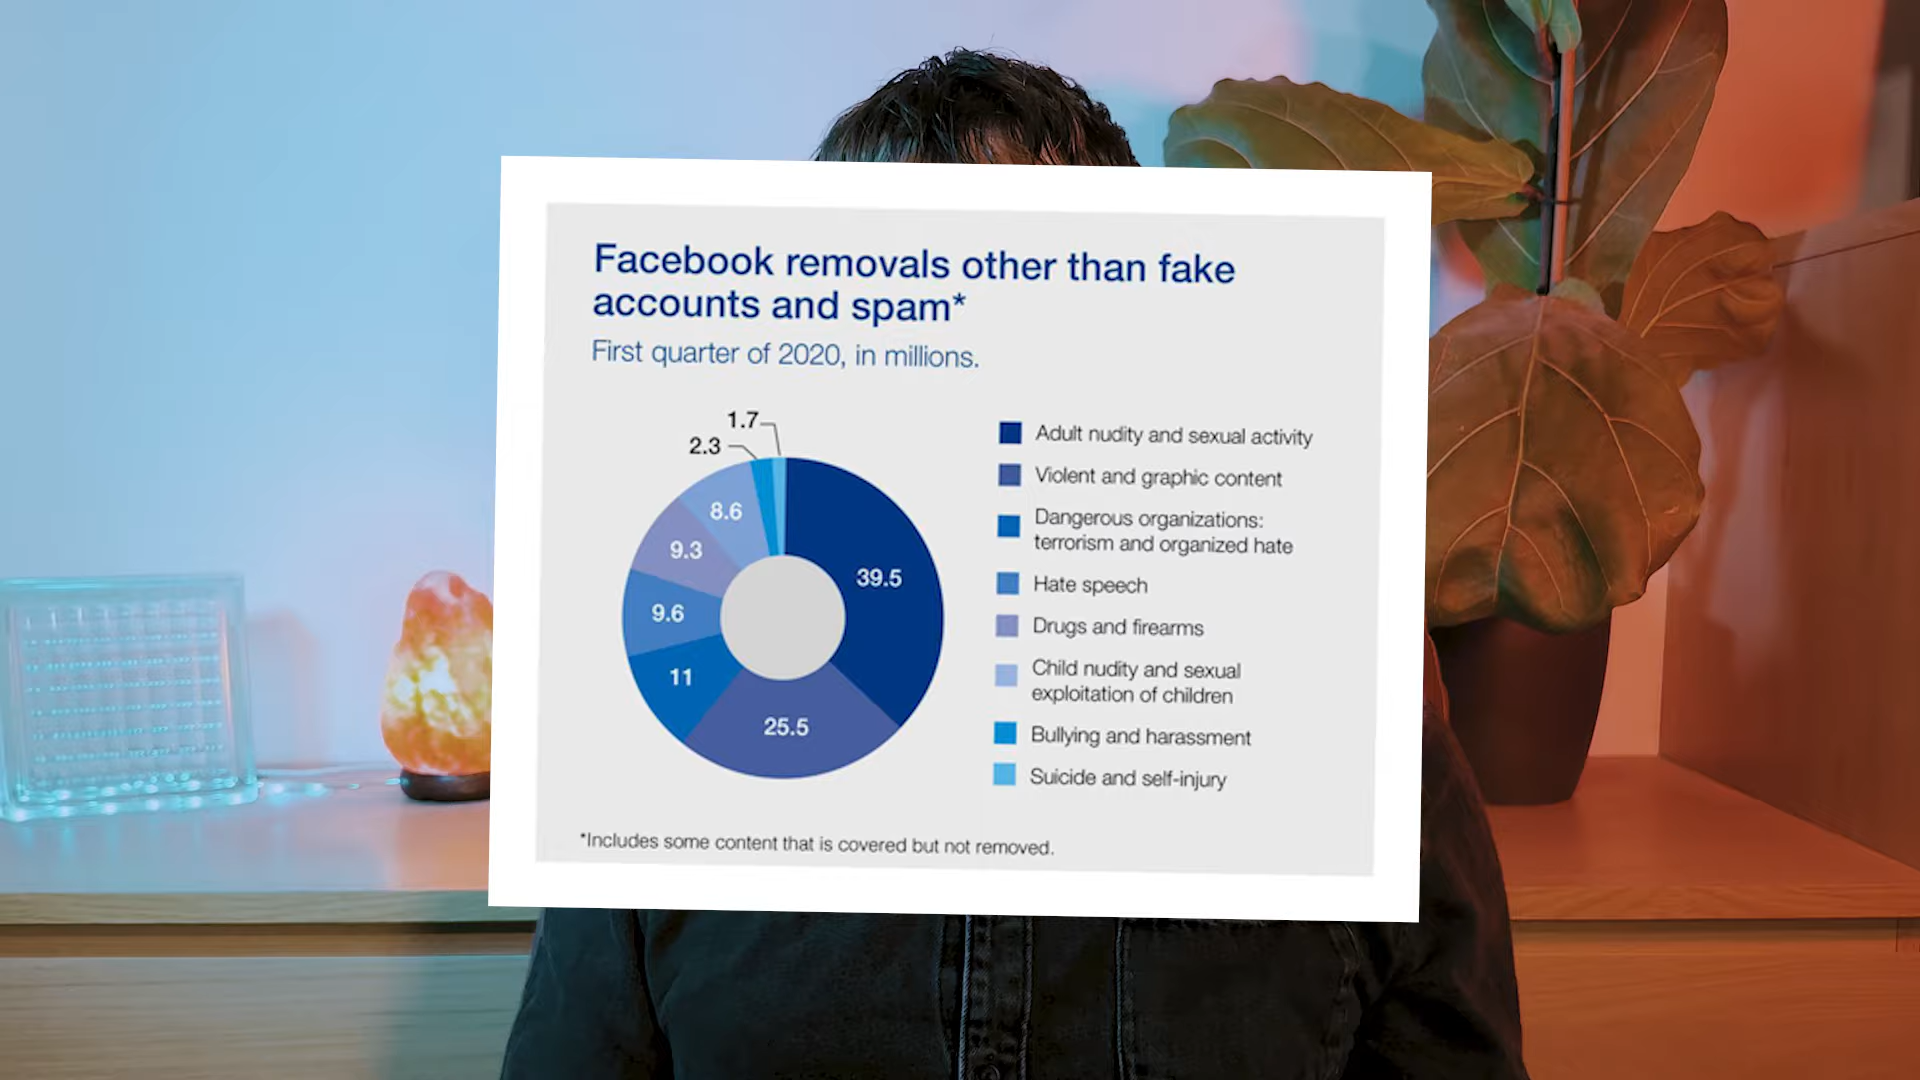 Facebook removals other than fake
accounts and spam*
First quarter of 2020, in millions.
1.7
2.3
8.6
9.3
9.6
11
25.5
39.5
Adult nudity and sexual activity
Violent and graphic content
Dangerous organizations:
terrorism and organized hate
Hate speech
Drugs and firearms
Child nudity and sexual
exploitation of children
Bullying and harassment
Suicide and self-injury
*Includes some content that is covered but not removed.